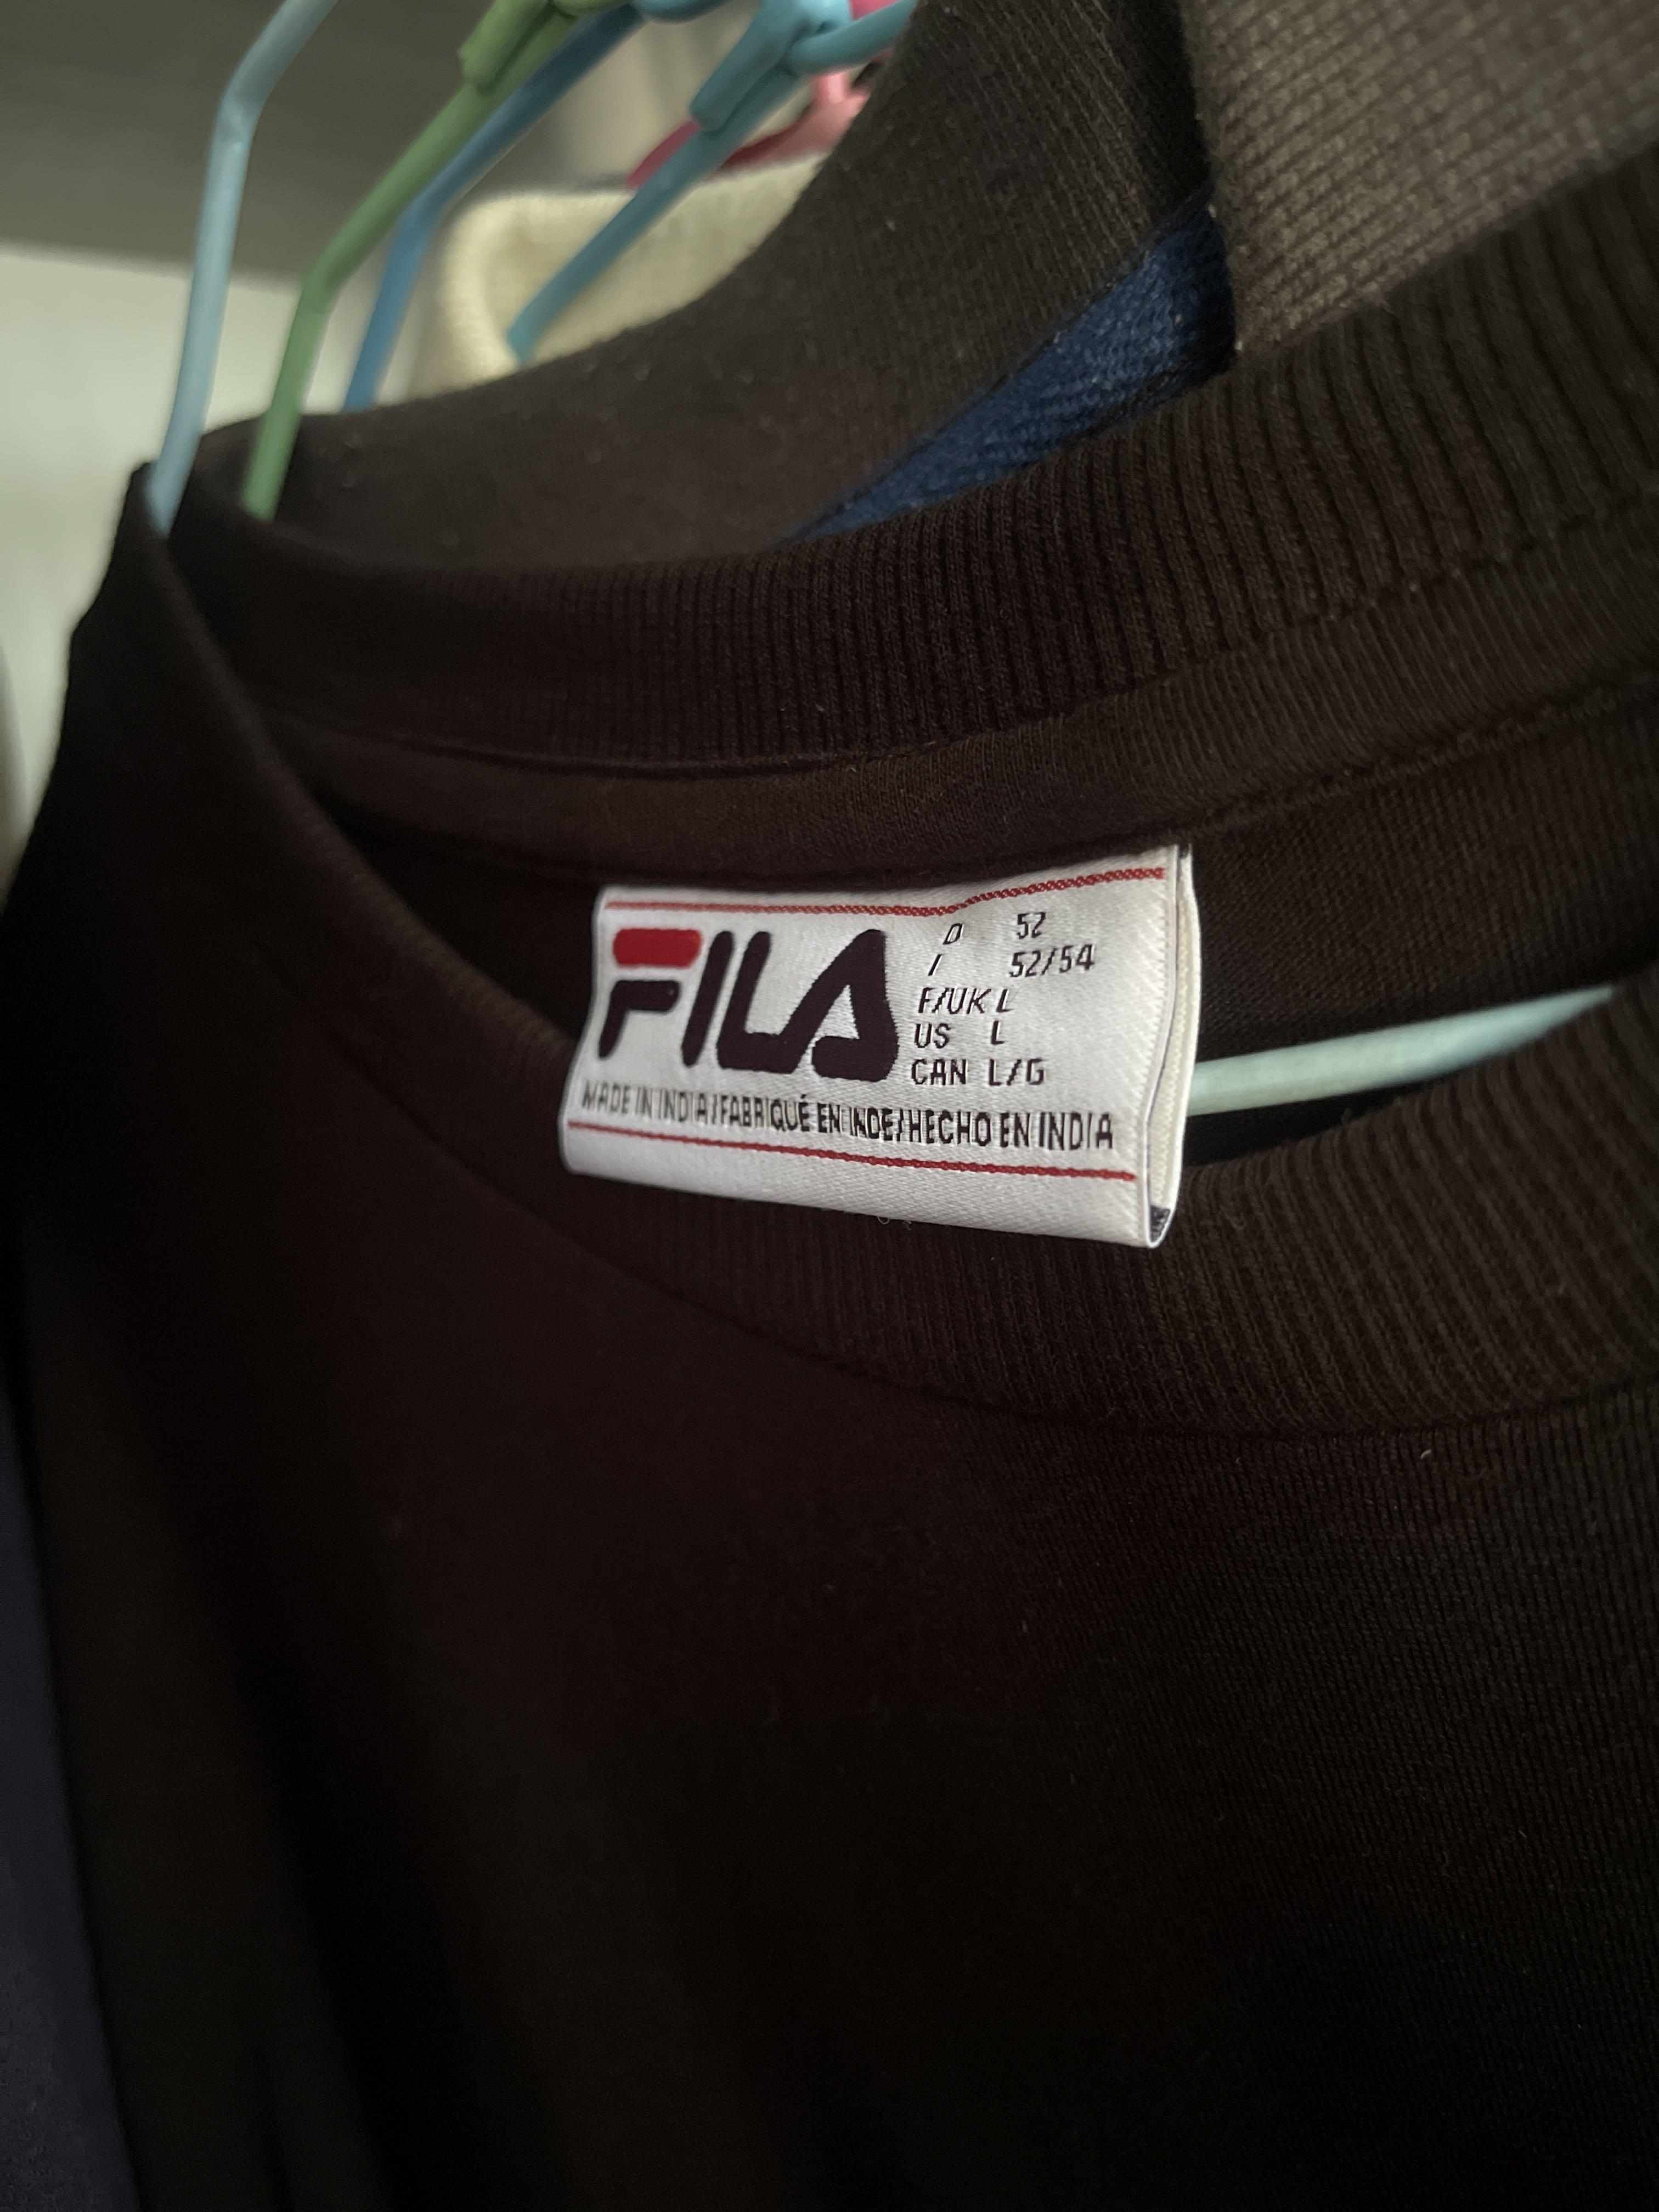 FILA
D 52
I 52/54
F/UK L
US L
CAN L/G
MADE IN INDIA/FABRIQUÉ EN INDE/HECHO EN INDIA